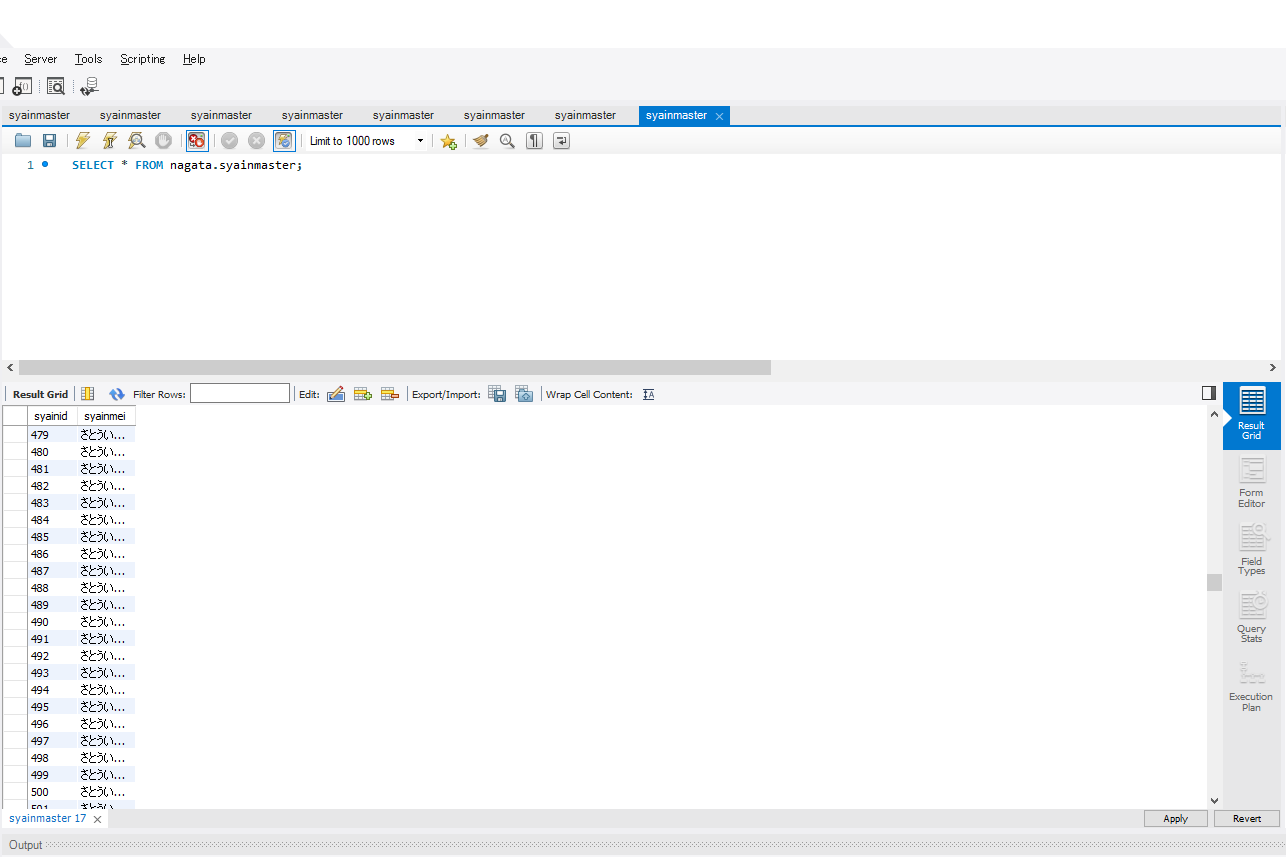 ce Server Tools Scripting Help
syainmaster syainmaster syainmaster syainmaster syainmaster syainmaster syainmaster syainmaster
Limit to 1000 rows
1 SELECT * FROM nagata.syainmaster;
Result Grid Filter Rows: Edit: Export/Import: Wrap Cell Content:
Result
Grid
Form
Editor
Field
Types
Query
Stats
Execution
Plan
syainid syainmei
479 さとうい...
480 さとうい...
481 さとうい...
482 さとうい...
483 さとうい...
484 さとうい...
485 さとうい...
486 さとうい...
487 さとうい...
488 さとうい...
489 さとうい...
490 さとうい...
491 さとうい...
492 さとうい...
493 さとうい...
494 さとうい...
495 さとうい...
496 さとうい...
497 さとうい...
498 さとうい...
499 さとうい...
500 さとうい...
501 さとうい...
syainmaster 17 Apply Revert
Output